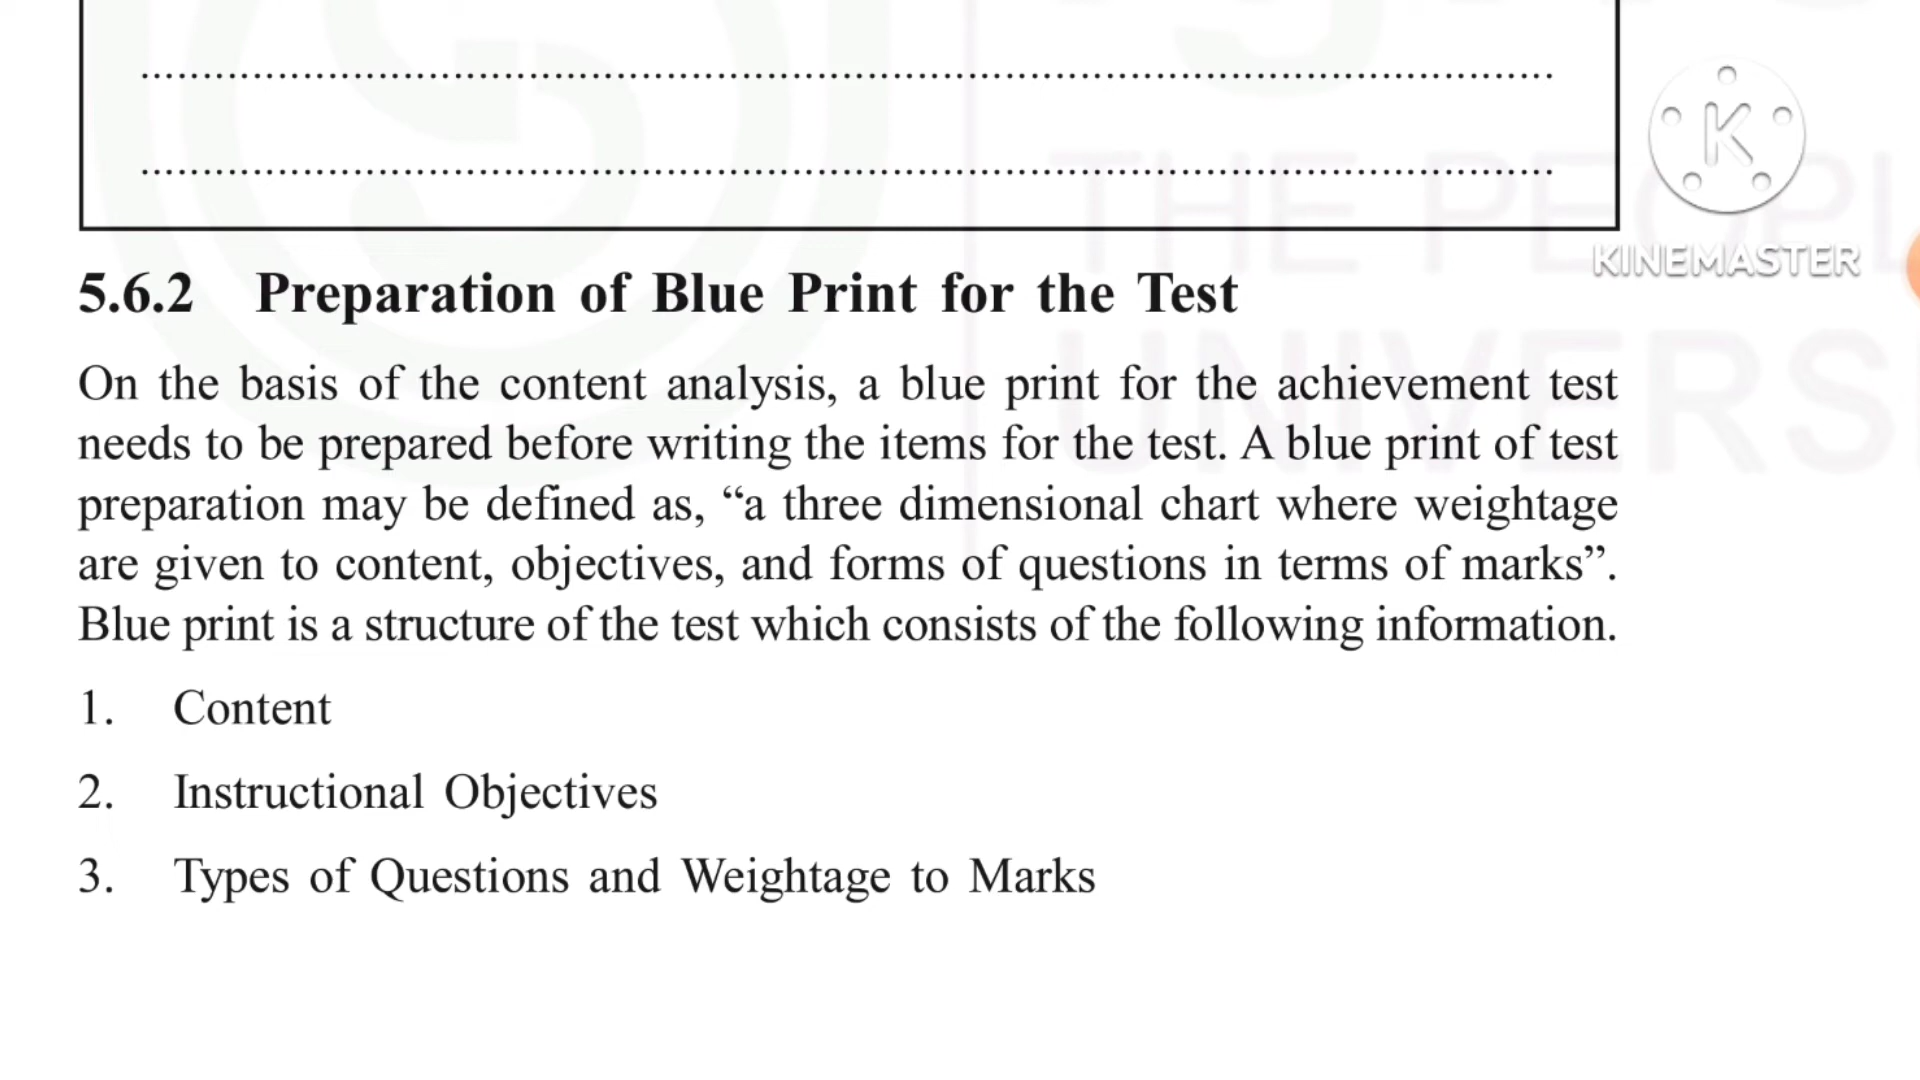 5.6.2 Preparation of Blue Print for the Test
On the basis of the content analysis, a blue print for the achievement test
needs to be prepared before writing the items for the test. A blue print of test
preparation may be defined as, “a three dimensional chart where weightage
are given to content, objectives, and forms of questions in terms of marks”.
Blue print is a structure of the test which consists of the following information.
1. Content
2. Instructional Objectives
3. Types of Questions and Weightage to Marks
K
KINEMASTER
THE PEOPL
UNIVERS